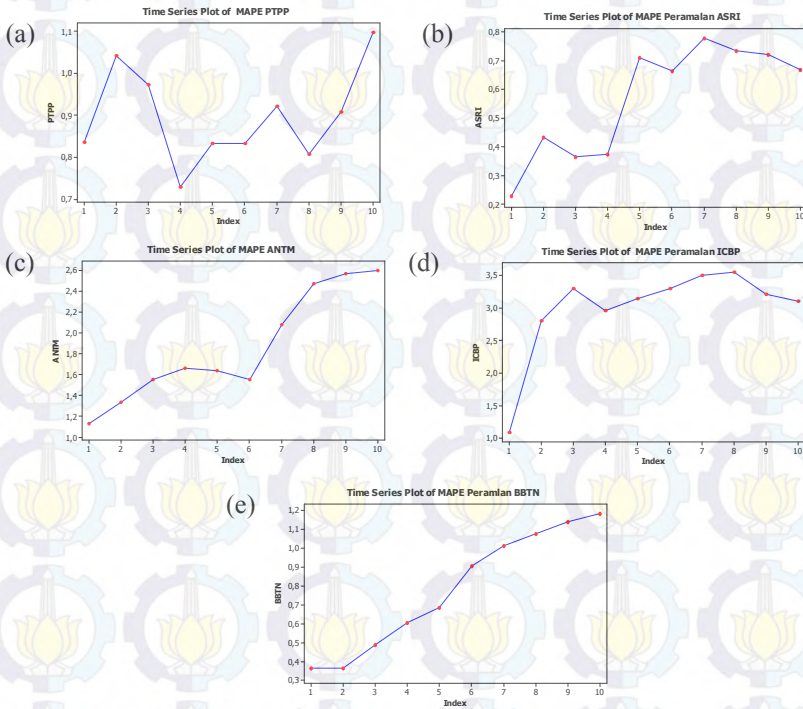 (a)
Time Series Plot of MAPE PTPP
1,1
1,0
0,9
0,8
0,7
PTPP
1 2 3 4 5 6 7 8 9 10
Index
(b)
Time Series Plot of MAPE Peramalan ASRI
0,8
0,7
0,6
0,5
0,4
0,3
0,2
ASRI
1 2 3 4 5 6 7 8 9 10
Index
(c)
Time Series Plot of MAPE ANTM
2,6
2,4
2,2
2,0
1,8
1,6
1,4
1,2
1,0
ANTM
1 2 3 4 5 6 7 8 9 10
Index
(d)
Time Series Plot of MAPE Peramalan ICBP
3,5
3,0
2,5
2,0
1,5
1,0
ICBP
1 2 3 4 5 6 7 8 9 10
Index
(e)
Time Series Plot of MAPE Peramlan BBTN
1,2
1,1
1,0
0,9
0,8
0,7
0,6
0,5
0,4
0,3
BBTN
1 2 3 4 5 6 7 8 9 10
Index